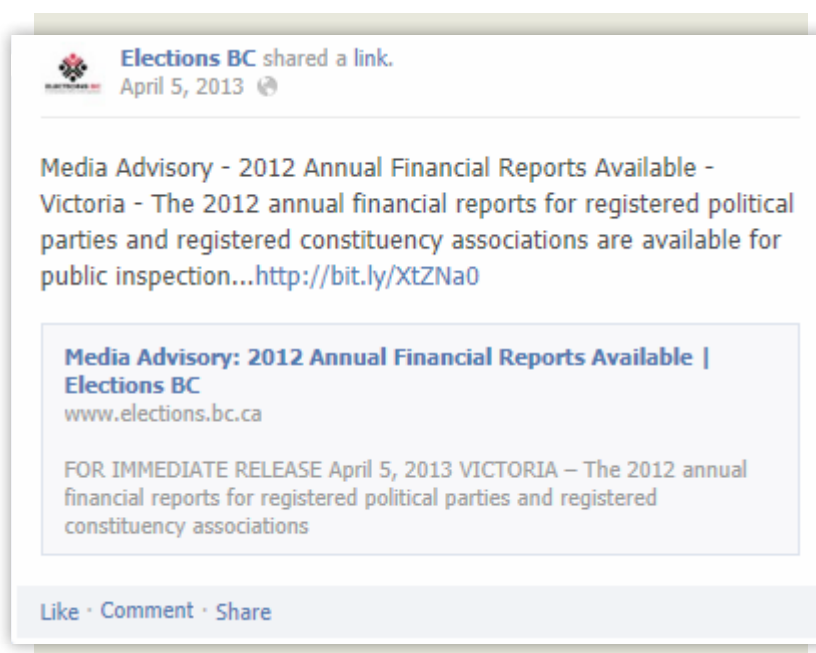 Elections BC shared a link.
April 5, 2013
ELECTIONS BC
Media Advisory - 2012 Annual Financial Reports Available -
Victoria - The 2012 annual financial reports for registered political
parties and registered constituency associations are available for
public inspection...http://bit.ly/XtZNa0
Media Advisory: 2012 Annual Financial Reports Available |
Elections BC
www.elections.bc.ca
FOR IMMEDIATE RELEASE April 5, 2013 VICTORIA – The 2012 annual
financial reports for registered political parties and registered
constituency associations
Like · Comment · Share